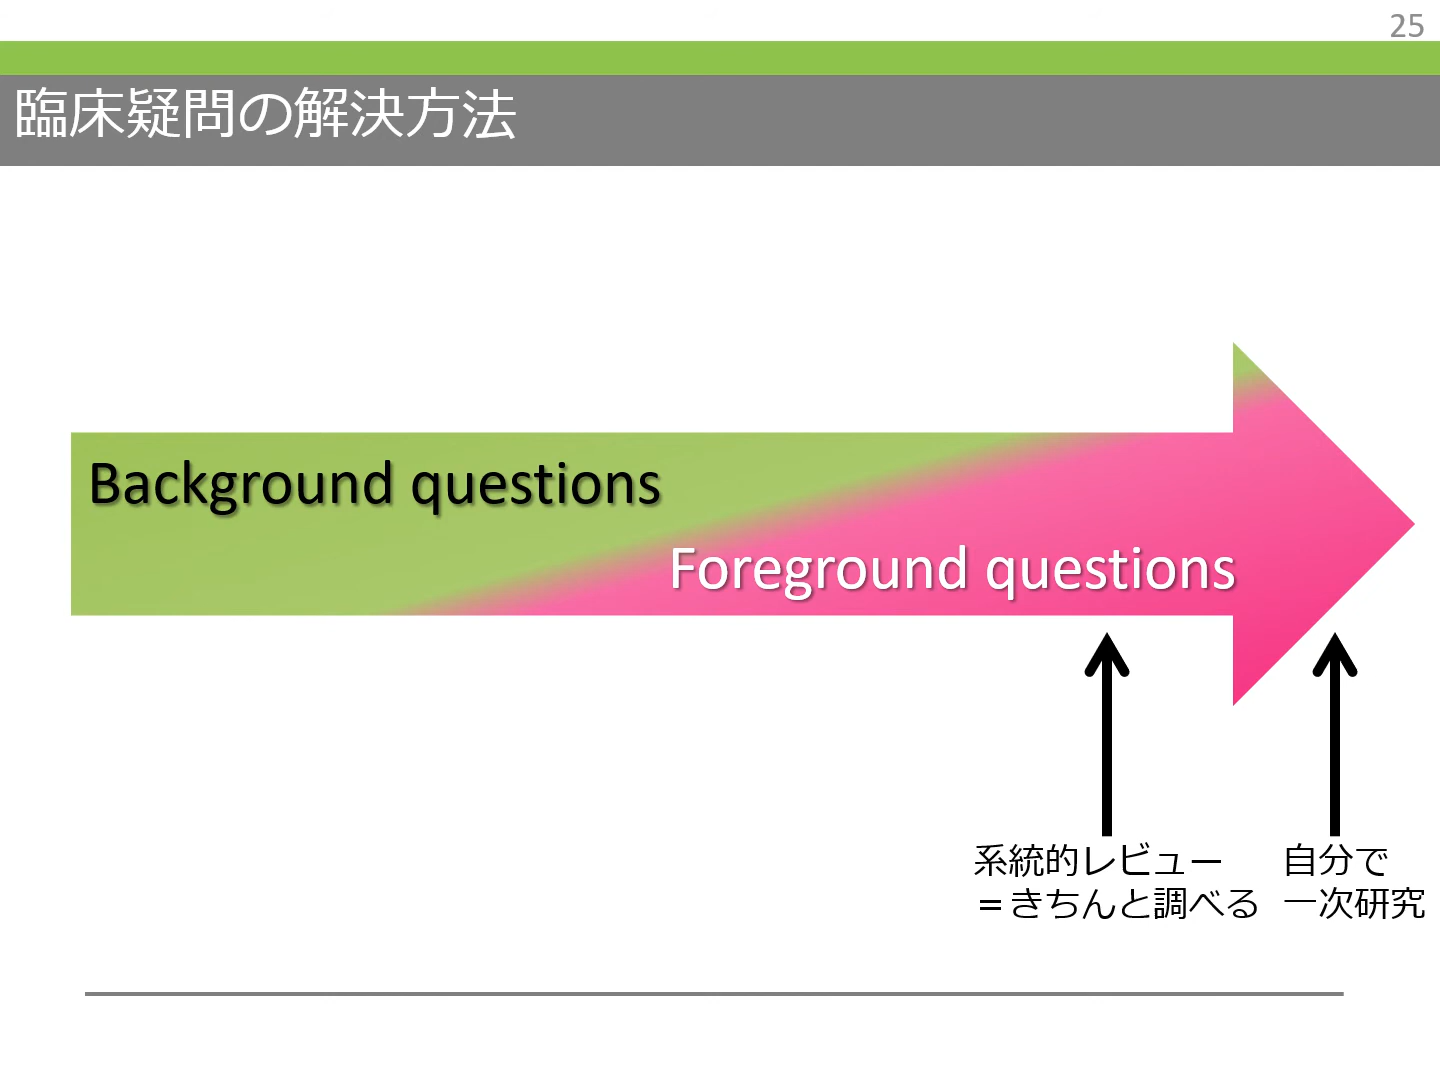 25
臨床疑問の解決方法
Background questions
Foreground questions
系統的レビュー
＝きちんと調べる
自分で
一次研究